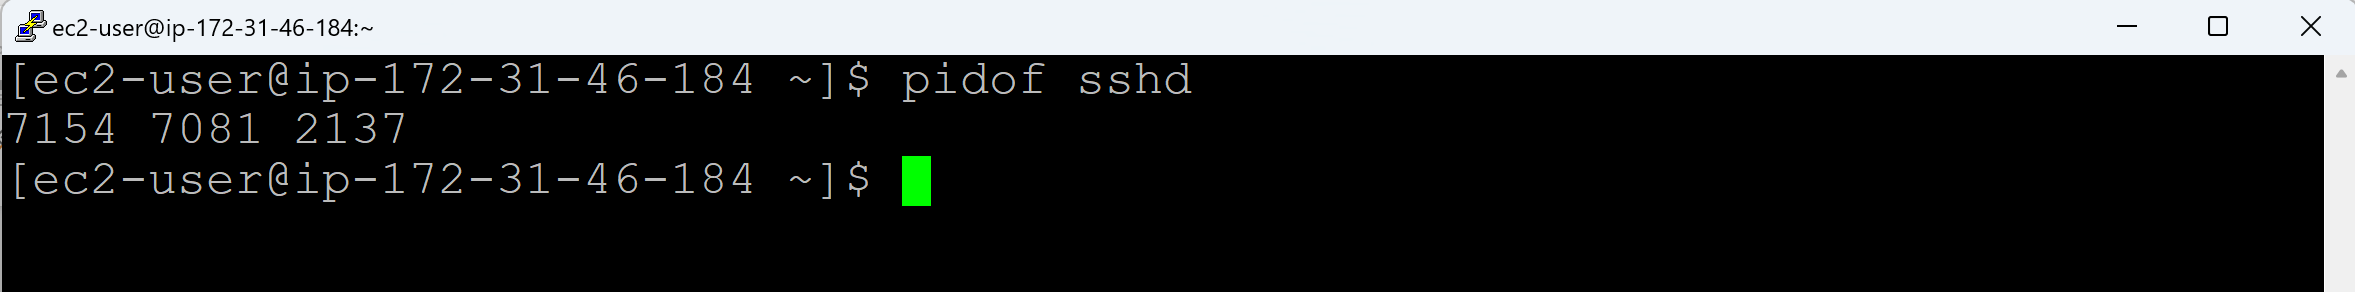 ec2-user@ip-172-31-46-184:~
[ec2-user@ip-172-31-46-184 ~]$ pidof sshd
7154 7081 2137
[ec2-user@ip-172-31-46-184 ~]$